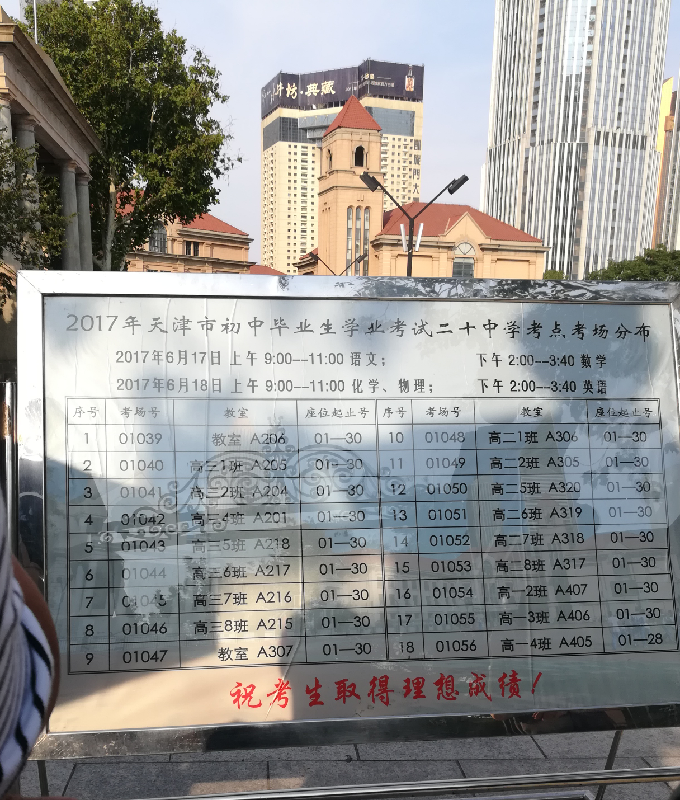 坊·典藏
2017年天津市初中毕业生学业考试二十中学考点考场分布
2017年6月17日 上午 9:00--11:00 语文; 下午 2:00--3:40 数学
2017年6月18日 上午 9:00--11:00 化学、物理; 下午 2:00--3:40 英语
序号 考场号 教室 座位起止号 序号 考场号 教室 座位起止号
1 01039 教室 A206 01—30 10 01048 高二1班 A306 01—30
2 01040 高三1班 A205 01—30 11 01049 高二2班 A305 01—30
3 01041 高三2班 A204 01—30 12 01050 高二5班 A320 01—30
4 01042 高三4班 A201 01—30 13 01051 高二6班 A319 01—30
5 01043 高三5班 A218 01—30 14 01052 高二7班 A318 01—30
6 01044 高三6班 A217 01—30 15 01053 高二8班 A317 01—30
7 01045 高三7班 A216 01—30 16 01054 高一2班 A407 01—30
8 01046 高三8班 A215 01—30 17 01055 高一3班 A406 01—30
9 01047 教室 A307 01—30 18 01056 高一4班 A405 01—28
祝考生取得理想成绩!